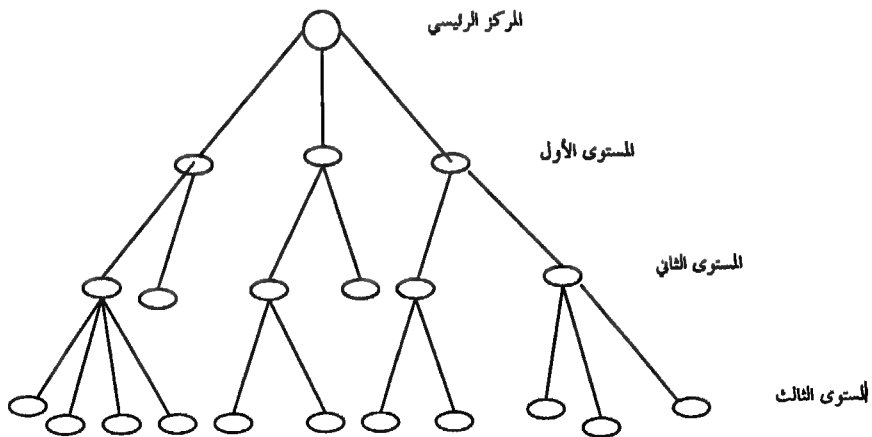 المركز الرئيسي
المستوى الأول
المستوى الثاني
المستوى الثالث